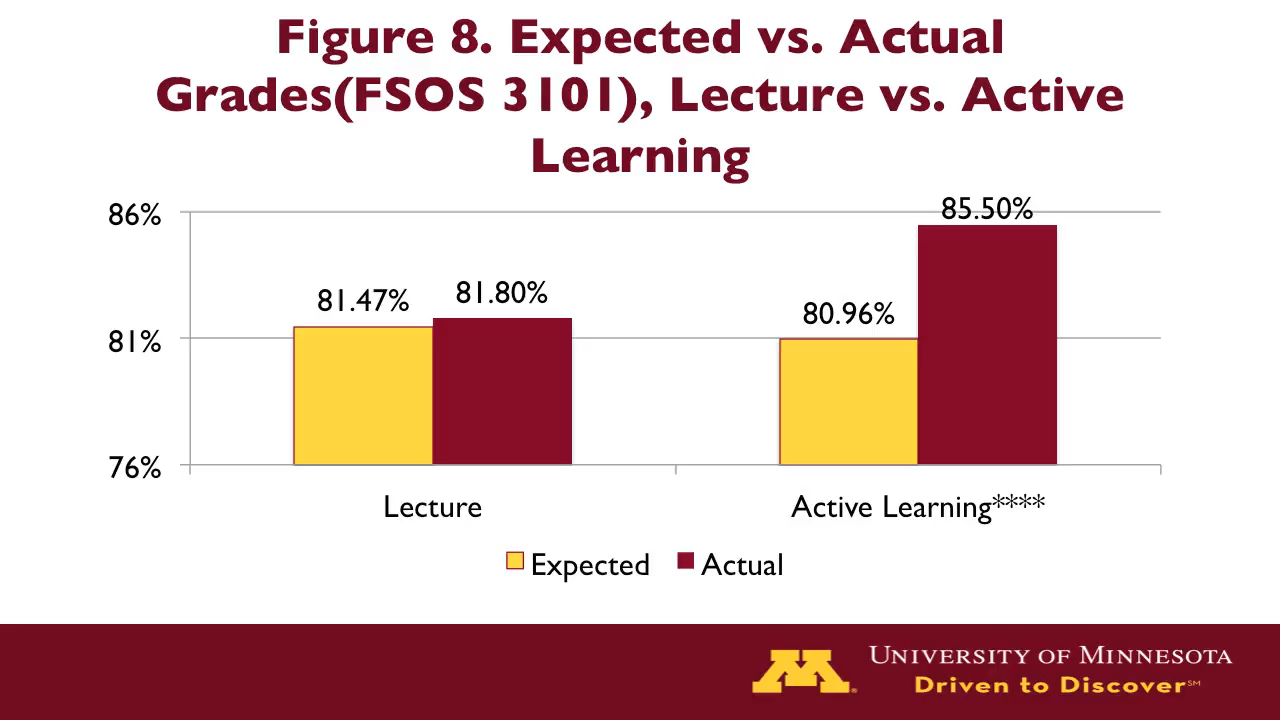 Figure 8. Expected vs. Actual
Grades(FSOS 3101), Lecture vs. Active
Learning
86%
81%
76%
81.47%
81.80%
80.96%
85.50%
Lecture
Active Learning****
Expected
Actual
M®
UNIVERSITY OF MINNESOTA
Driven to Discover℠